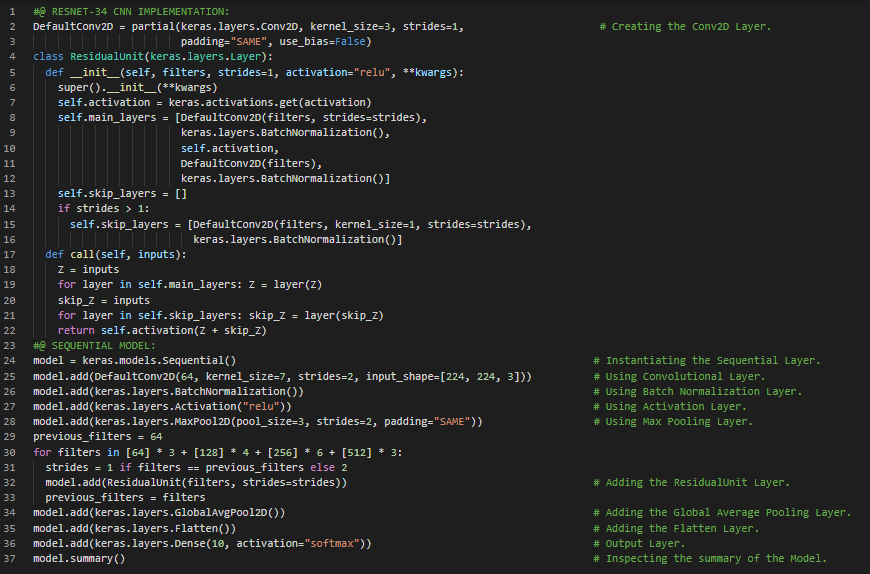 1 #@ RESNET-34 CNN IMPLEMENTATION:
2 DefaultConv2D = partial(keras.layers.Conv2D, kernel_size=3, strides=1, # Creating the Conv2D Layer.
3 padding="SAME", use_bias=False)
4 class ResidualUnit(keras.layers.Layer):
5 def __init__(self, filters, strides=1, activation="relu", **kwargs):
6 super().__init__(**kwargs)
7 self.activation = keras.activations.get(activation)
8 self.main_layers = [DefaultConv2D(filters, strides=strides),
9 keras.layers.BatchNormalization(),
10 self.activation,
11 DefaultConv2D(filters),
12 keras.layers.BatchNormalization()]
13 self.skip_layers = []
14 if strides > 1:
15 self.skip_layers = [DefaultConv2D(filters, kernel_size=1, strides=strides),
16 keras.layers.BatchNormalization()]
17 def call(self, inputs):
18 Z = inputs
19 for layer in self.main_layers: Z = layer(Z)
20 skip_Z = inputs
21 for layer in self.skip_layers: skip_Z = layer(skip_Z)
22 return self.activation(Z + skip_Z)
23 #@ SEQUENTIAL MODEL:
24 model = keras.models.Sequential() # Instantiating the Sequential Layer.
25 model.add(DefaultConv2D(64, kernel_size=7, strides=2, input_shape=[224, 224, 3])) # Using Convolutional Layer.
26 model.add(keras.layers.BatchNormalization()) # Using Batch Normalization Layer.
27 model.add(keras.layers.Activation("relu")) # Using Activation Layer.
28 model.add(keras.layers.MaxPool2D(pool_size=3, strides=2, padding="SAME")) # Using Max Pooling Layer.
29 previous_filters = 64
30 for filters in [64] * 3 + [128] * 4 + [256] * 6 + [512] * 3:
31 strides = 1 if filters == previous_filters else 2
32 model.add(ResidualUnit(filters, strides=strides)) # Adding the ResidualUnit Layer.
33 previous_filters = filters
34 model.add(keras.layers.GlobalAvgPool2D()) # Adding the Global Average Pooling Layer.
35 model.add(keras.layers.Flatten()) # Adding the Flatten Layer.
36 model.add(keras.layers.Dense(10, activation="softmax")) # Output Layer.
37 model.summary() # Inspecting the summary of the Model.